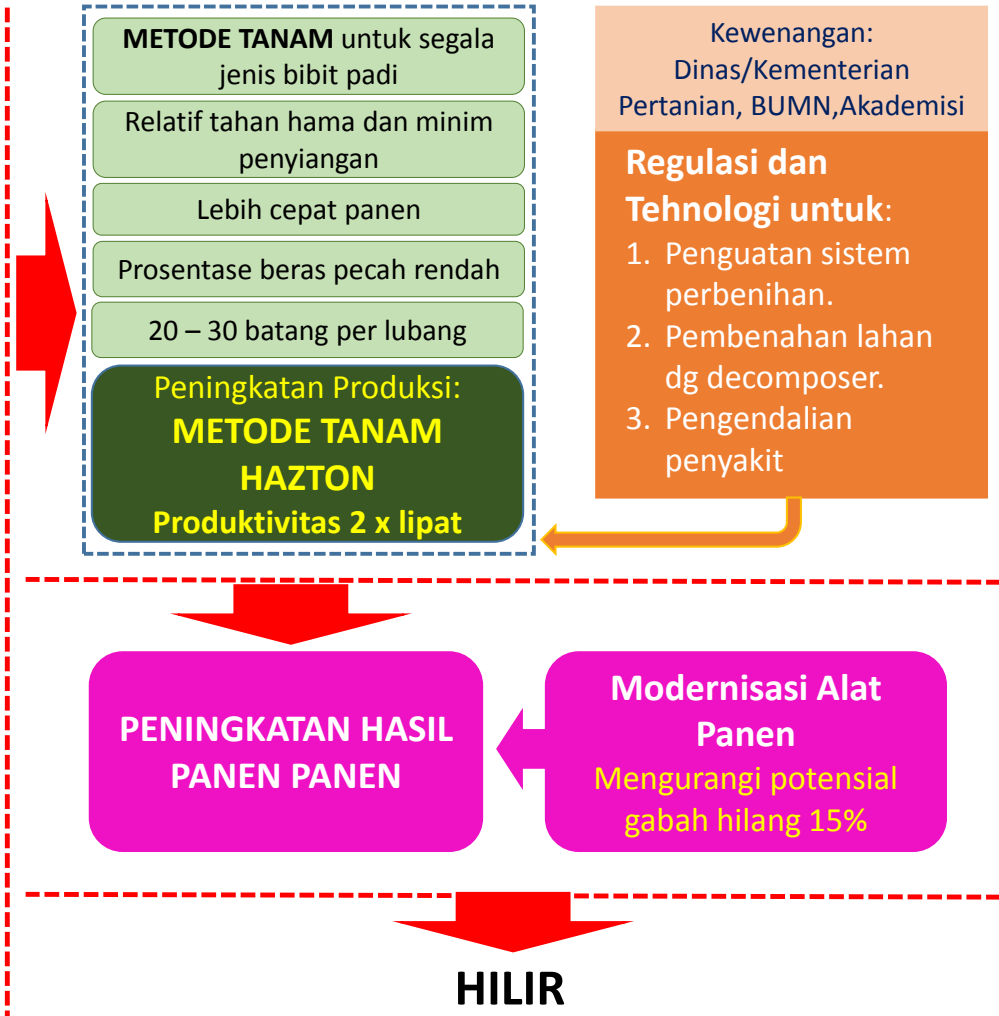 METODE TANAM untuk segala
jenis bibit padi
Relatif tahan hama dan minim
penyiangan
Lebih cepat panen
Prosentase beras pecah rendah
20 – 30 batang per lubang
Peningkatan Produksi:
METODE TANAM
HAZTON
Produktivitas 2 x lipat
Kewenangan:
Dinas/Kementerian
Pertanian, BUMN,Akademisi
Regulasi dan
Tehnologi untuk:
1. Penguatan sistem
perbenihan.
2. Pembenahan lahan
dg decomposer.
3. Pengendalian
penyakit
PENINGKATAN HASIL
PANEN PANEN
Modernisasi Alat
Panen
Mengurangi potensial
gabah hilang 15%
HILIR